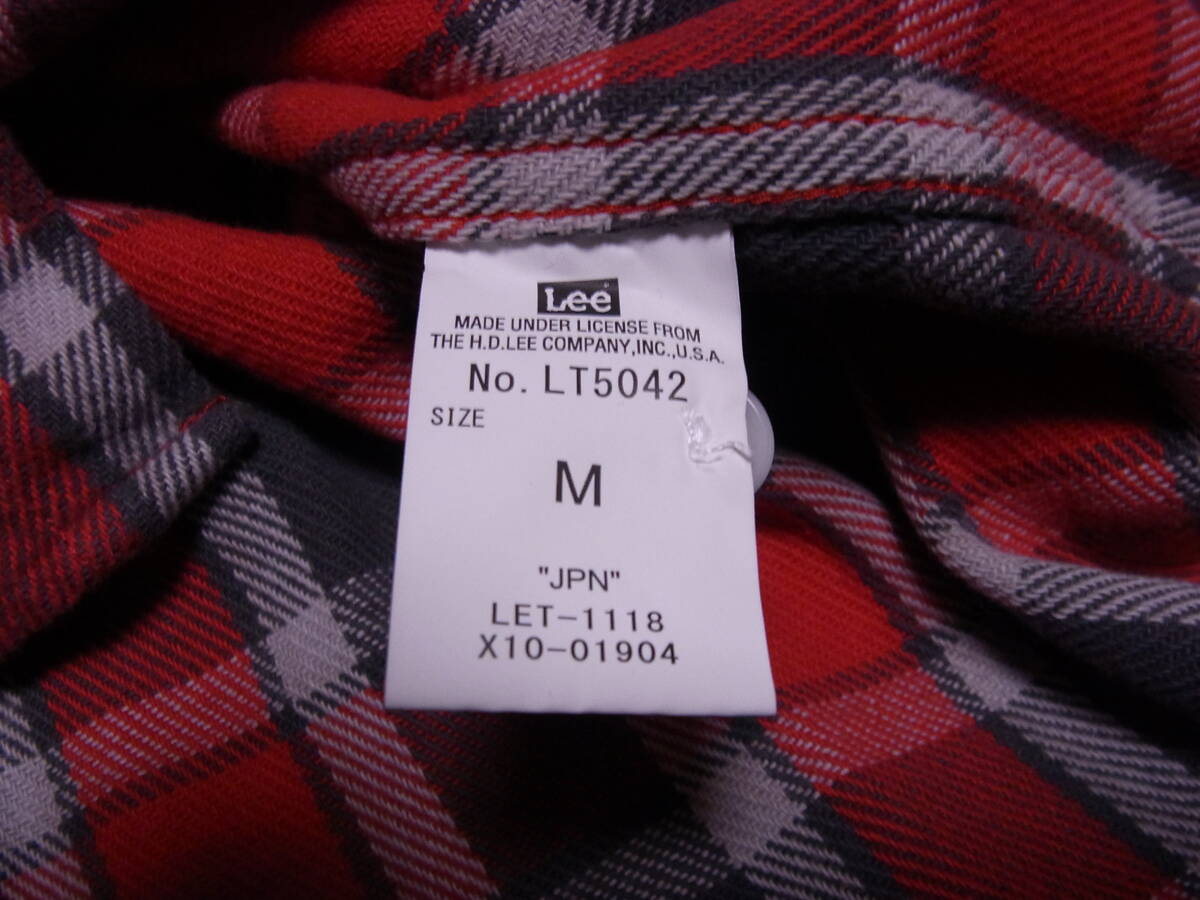 Lee
MADE UNDER LICENSE FROM
THE H.D.LEE COMPANY,INC.,U.S.A.
No. LT5042
SIZE
M
"JPN"
LET-1118
X10-01904